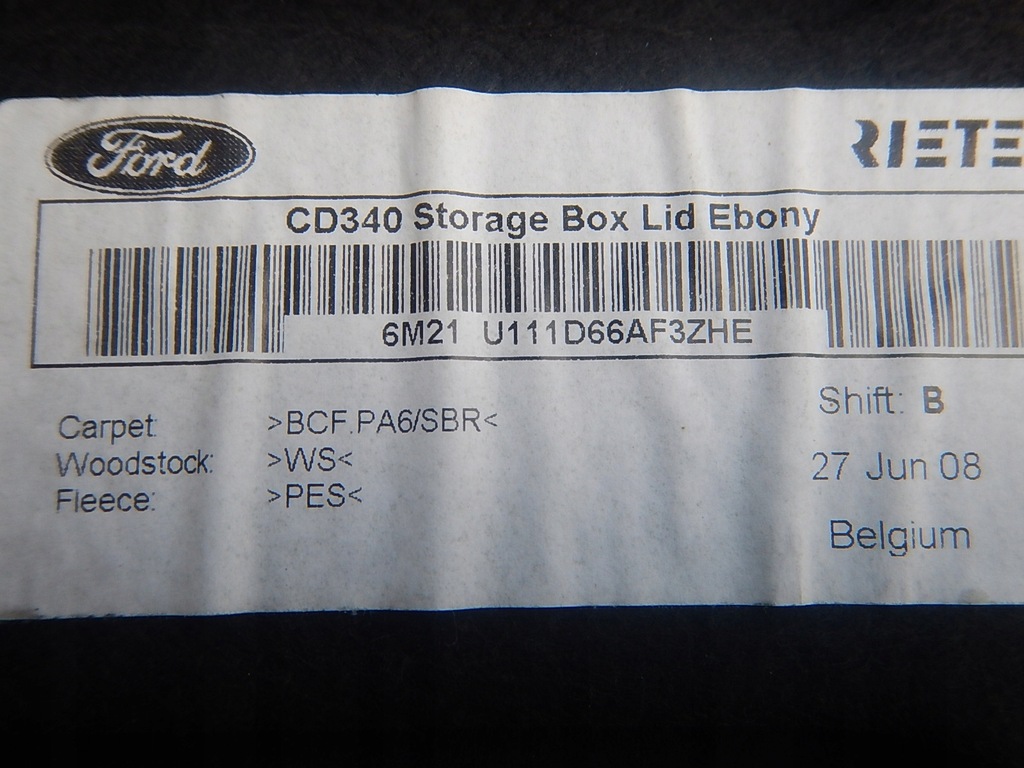 Ford
RIETE
CD340 Storage Box Lid Ebony
6M21 U111D66AF3ZHE
Carpet: >BCF.PA6/SBR<
Woodstock: >WS<
Fleece: >PES<
Shift: B
27 Jun 08
Belgium